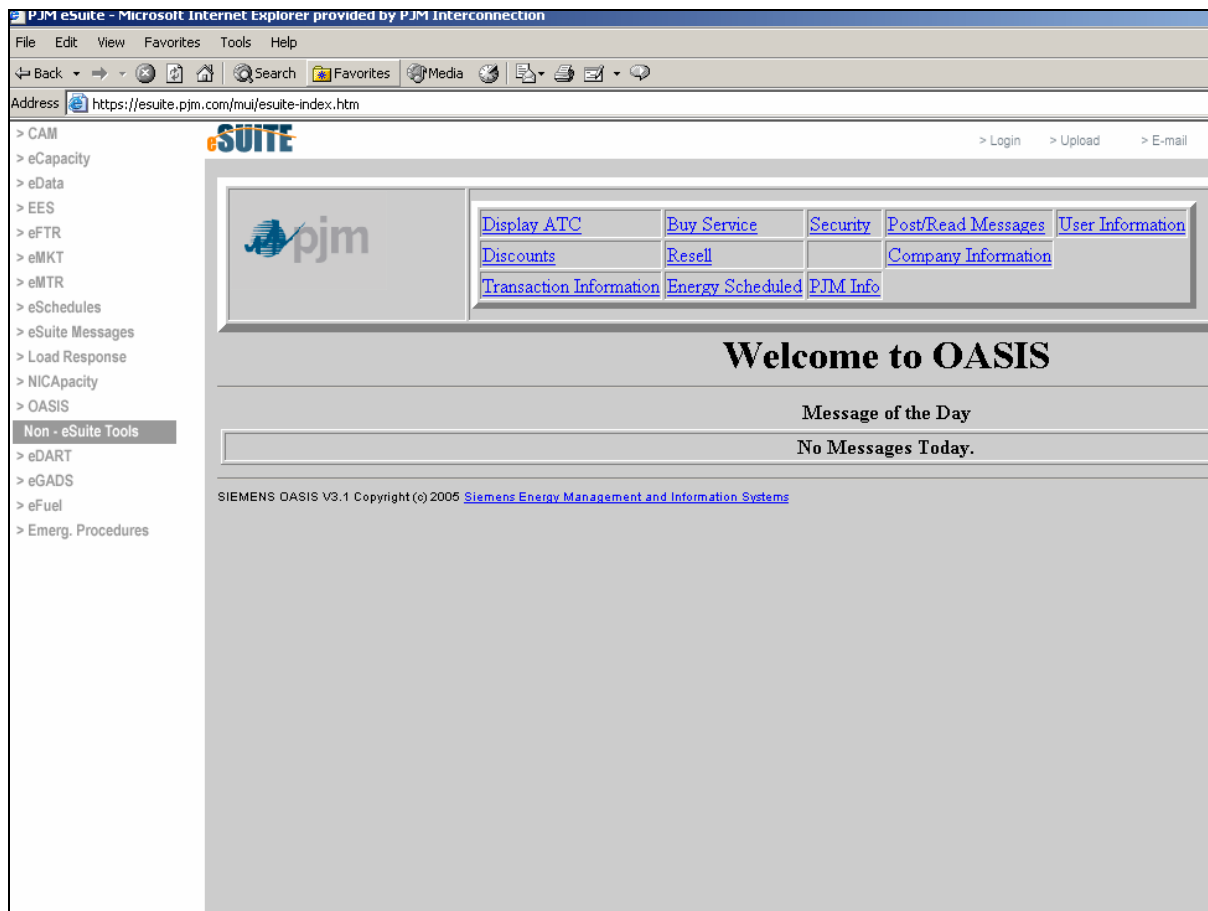 PJM eSuite - Microsoft Internet Explorer provided by PJM Interconnection
File Edit View Favorites Tools Help
Back Search Favorites Media
Address https://esuite.pjm.com/mui/esuite-index.htm
> CAM
> eCapacity
> eData
> EES
> eFTR
> eMKT
> eMTR
> eSchedules
> eSuite Messages
> Load Response
> NICApacity
> OASIS
Non - eSuite Tools
> eDART
> eGADS
> eFuel
> Emerg. Procedures
eSUITE
> Login > Upload > E-mail
pjm
Display ATC Buy Service Security Post/Read Messages User Information
Discounts Resell Company Information
Transaction Information Energy Scheduled PJM Info
Welcome to OASIS
Message of the Day
No Messages Today.
SIEMENS OASIS V3.1 Copyright (c) 2005 Siemens Energy Management and Information Systems